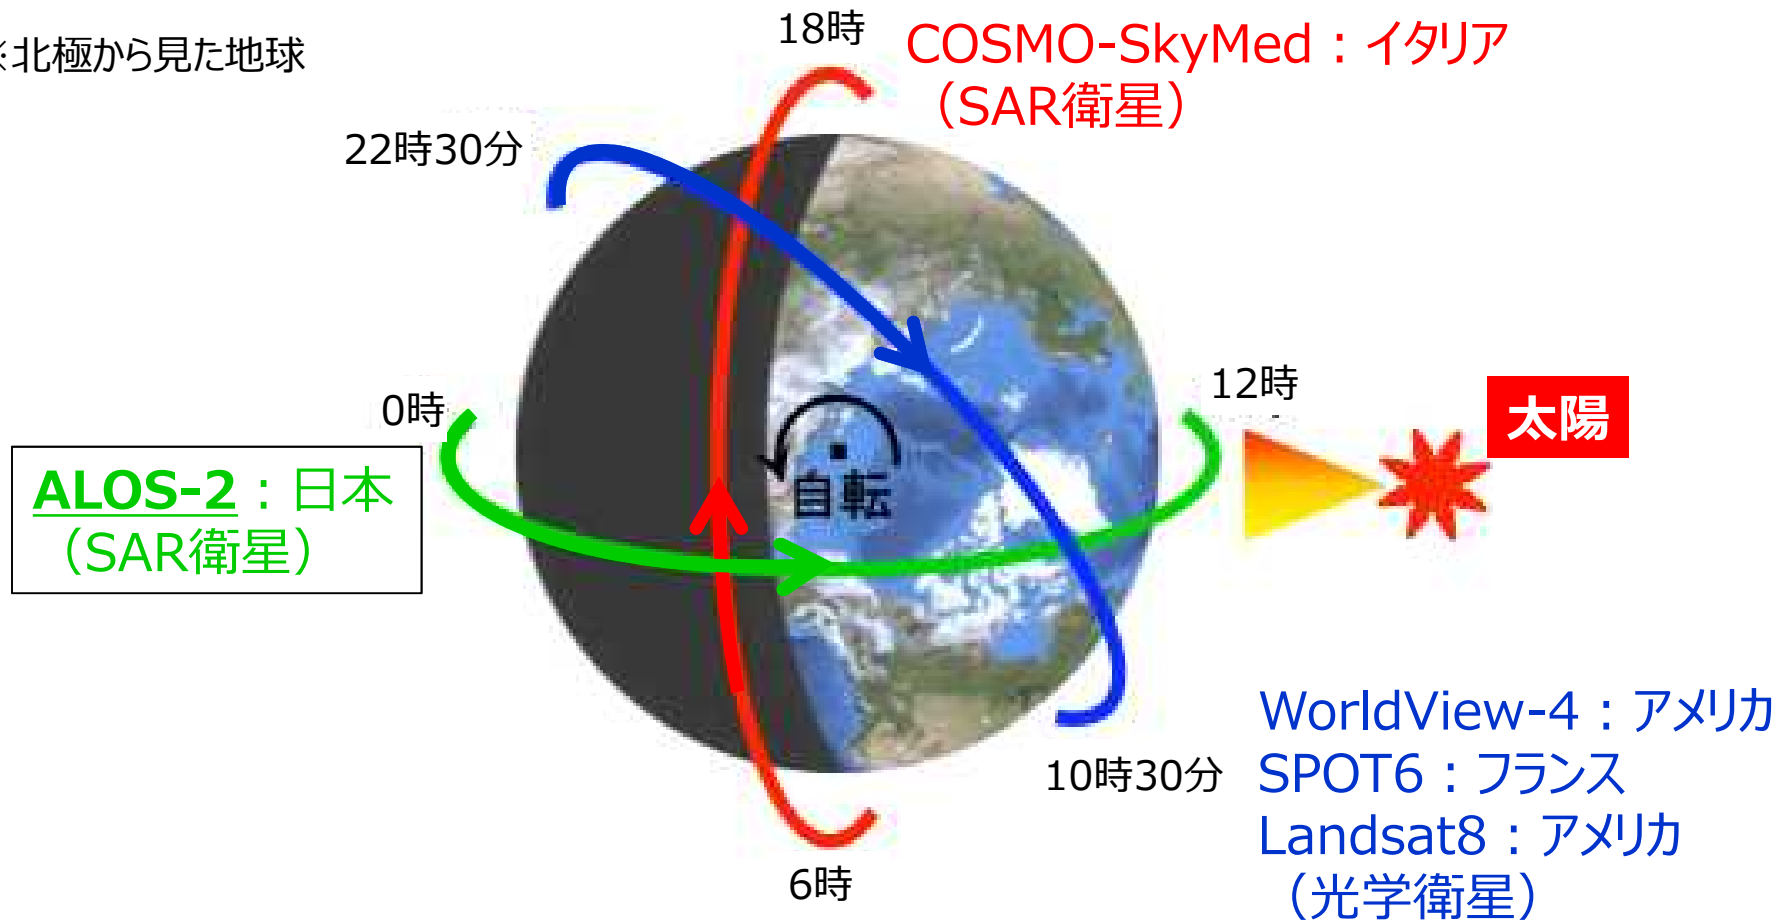 ※北極から見た地球
18時
COSMO-SkyMed：イタリア
（SAR衛星）
22時30分
0時
12時
太陽
ALOS-2：日本
（SAR衛星）
自転
10時30分
6時
WorldView-4：アメリカ
SPOT6：フランス
Landsat8：アメリカ
（光学衛星）